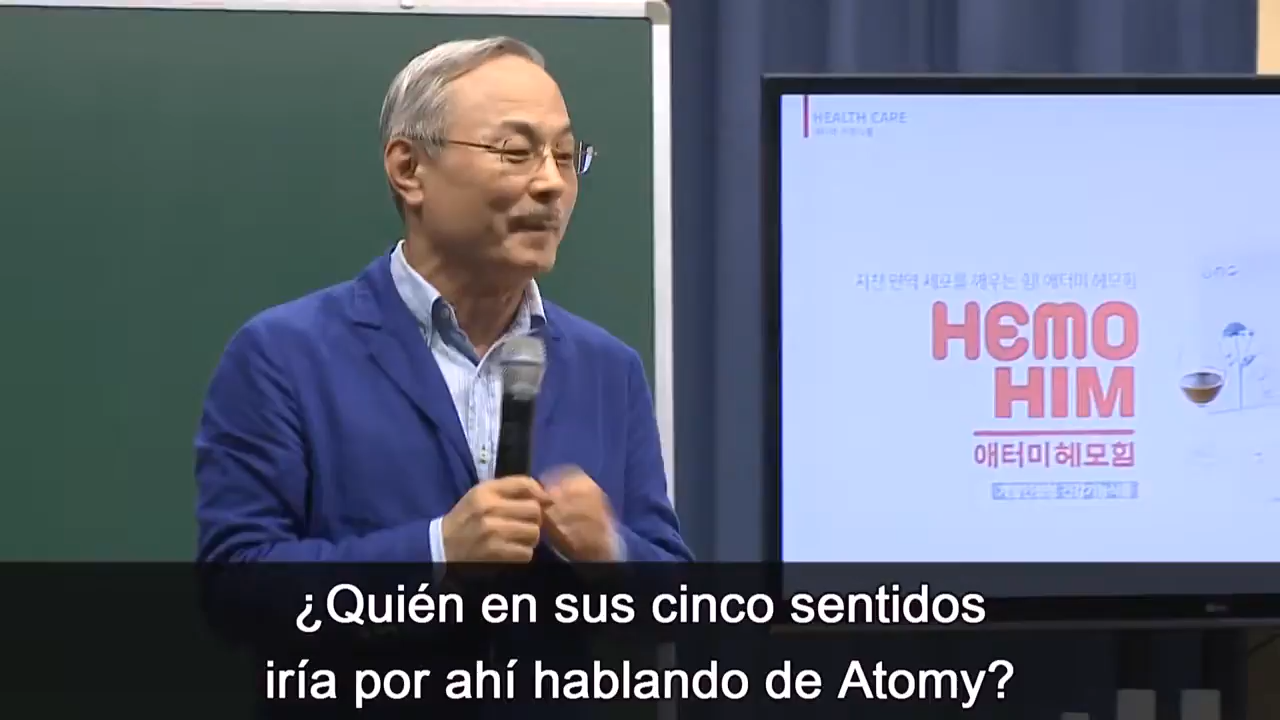 HEALTH CARE
HEMO
HIM
애터미헤모힘
¿Quién en sus cinco sentidos
iría por ahí hablando de Atomy?